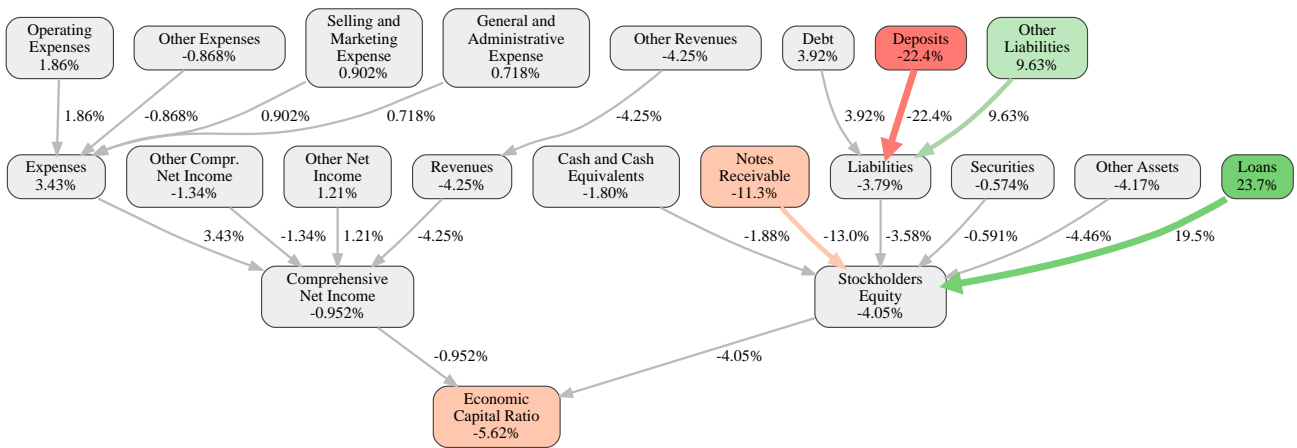 Operating
Expenses
1.86%
Other Expenses
-0.868%
Selling and
Marketing
Expense
0.902%
General and
Administrative
Expense
0.718%
Other Revenues
-4.25%
Debt
3.92%
Deposits
-22.4%
Other
Liabilities
9.63%
1.86%
-0.868%
0.902%
0.718%
-4.25%
3.92%
-22.4%
9.63%
Expenses
3.43%
Other Compr.
Net Income
-1.34%
Other Net
Income
1.21%
Revenues
-4.25%
Cash and Cash
Equivalents
-1.80%
Notes
Receivable
-11.3%
Liabilities
-3.79%
Securities
-0.574%
Other Assets
-4.17%
Loans
23.7%
3.43%
-1.34%
1.21%
-4.25%
-1.88%
-13.0%
-3.58%
-0.591%
-4.46%
19.5%
Comprehensive
Net Income
-0.952%
Stockholders
Equity
-4.05%
-0.952%
-4.05%
Economic
Capital Ratio
-5.62%